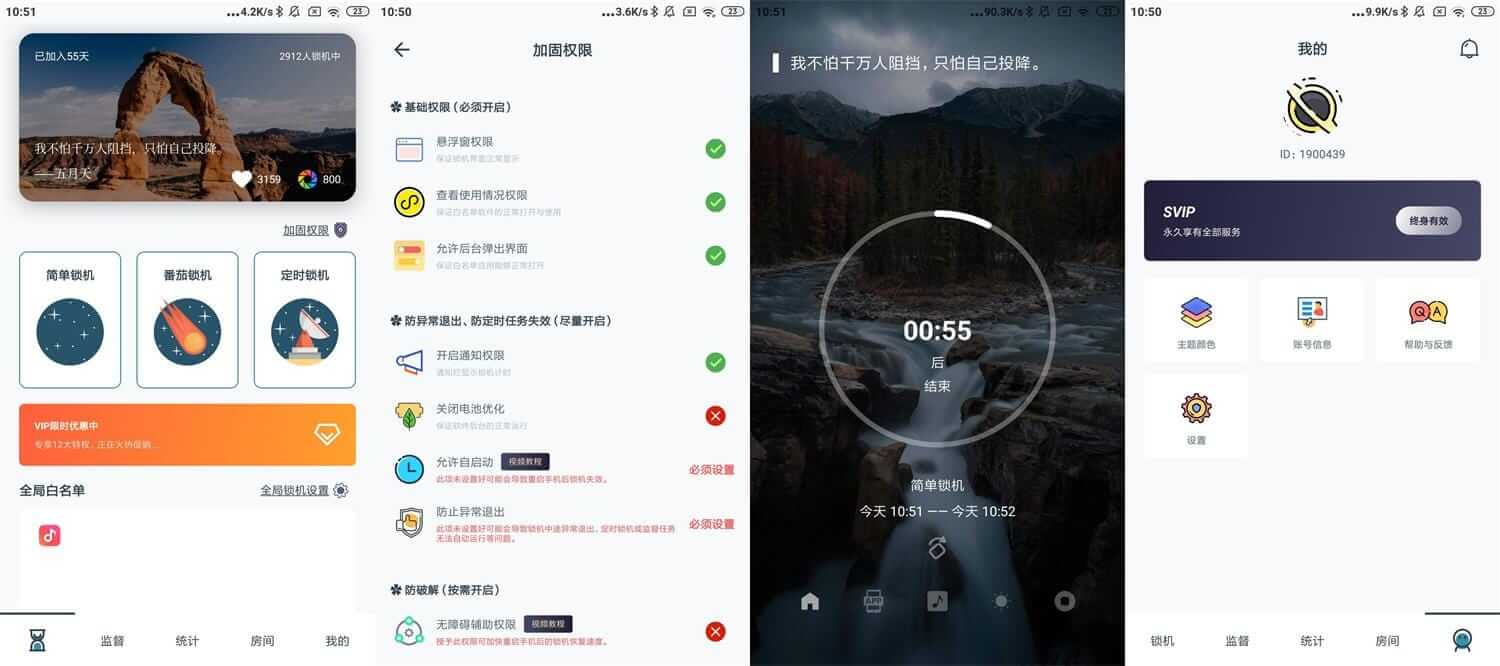 10:51
...4.2K/s
23
已加入55天
2912人锁机中
我不怕千万人阻挡，只怕自己投降。
——五月天
3159
800
加固权限
简单锁机
番茄锁机
定时锁机
VIP限时优惠中
专享12大特权，正在火热促销...
全局白名单
全局锁机设置
监督
统计
房间
我的
10:50
...3.6K/s
23
加固权限
基础权限（必须开启）
悬浮窗权限
保证锁机界面正常显示
查看使用情况权限
保证白名单软件的正常打开与使用
允许后台弹出界面
保证白名单应用能够正常打开
防异常退出、防定时任务失效（尽量开启）
开启通知权限
通知栏显示锁机计时
关闭电池优化
保证软件后台的正常运行
允许自启动
视频教程
此项未设置好可能会导致重启手机后锁机失效。
必须设置
防止异常退出
此项未设置好可能会导致锁机中途异常退出、定时锁机或监督任务
无法自动运行等问题。
必须设置
防破解（按需开启）
无障碍辅助权限
视频教程
授予此权限可加快重启手机后的锁机恢复速度。
10:51
...90.3K/s
23
我不怕千万人阻挡，只怕自己投降。
00:55
后
结束
简单锁机
今天 10:51 —— 今天 10:52
APP
10:50
...9.9K/s
23
我的
ID: 1900439
SVIP
永久享有全部服务
终身有效
主题颜色
账号信息
Q A
帮助与反馈
设置
锁机
监督
统计
房间